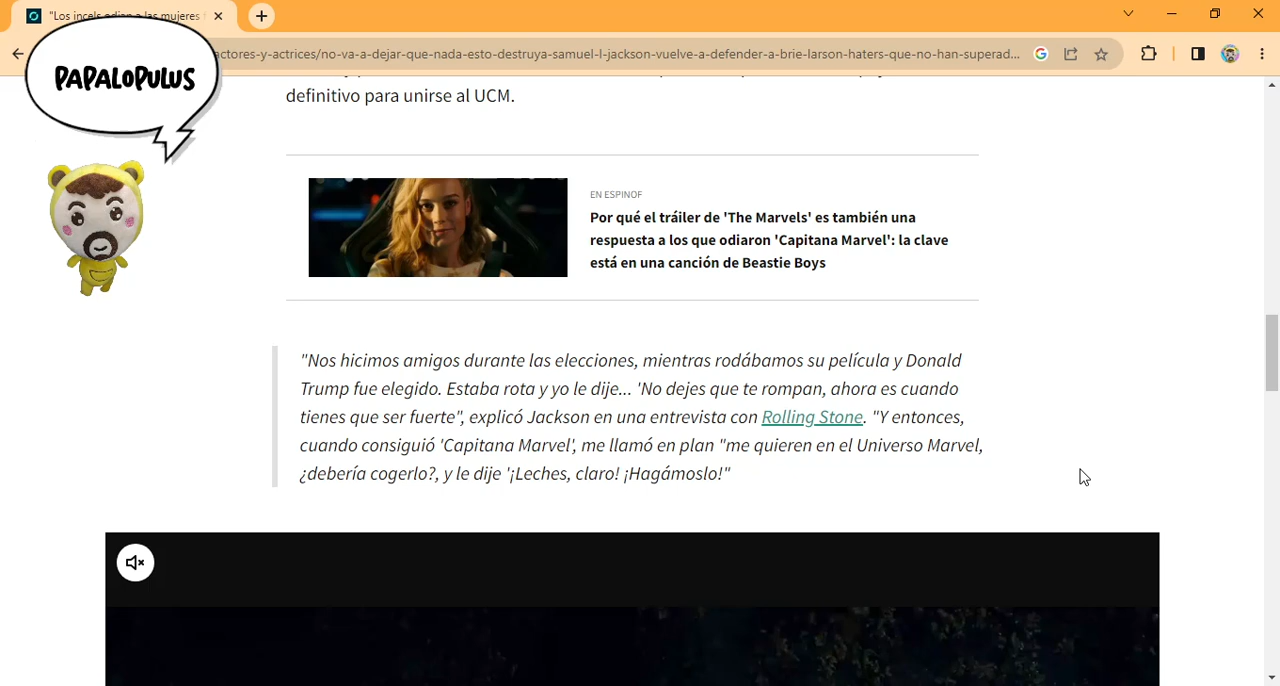 "Los incels odian a las mujeres f
PAPALOPULUS
actores-y-actrices/no-va-a-dejar-que-nada-esto-destruya-samuel-l-jackson-vuelve-a-defender-a-brie-larson-haters-que-no-han-superad...
definitivo para unirse al UCM.
EN ESPINOF
Por qué el tráiler de 'The Marvels' es también una
respuesta a los que odiaron 'Capitana Marvel': la clave
está en una canción de Beastie Boys
"Nos hicimos amigos durante las elecciones, mientras rodábamos su película y Donald
Trump fue elegido. Estaba rota y yo le dije... 'No dejes que te rompan, ahora es cuando
tienes que ser fuerte", explicó Jackson en una entrevista con Rolling Stone. "Y entonces,
cuando consiguió 'Capitana Marvel', me llamó en plan "me quieren en el Universo Marvel,
¿debería cogerlo?, y le dije '¡Leches, claro! ¡Hagámoslo!"